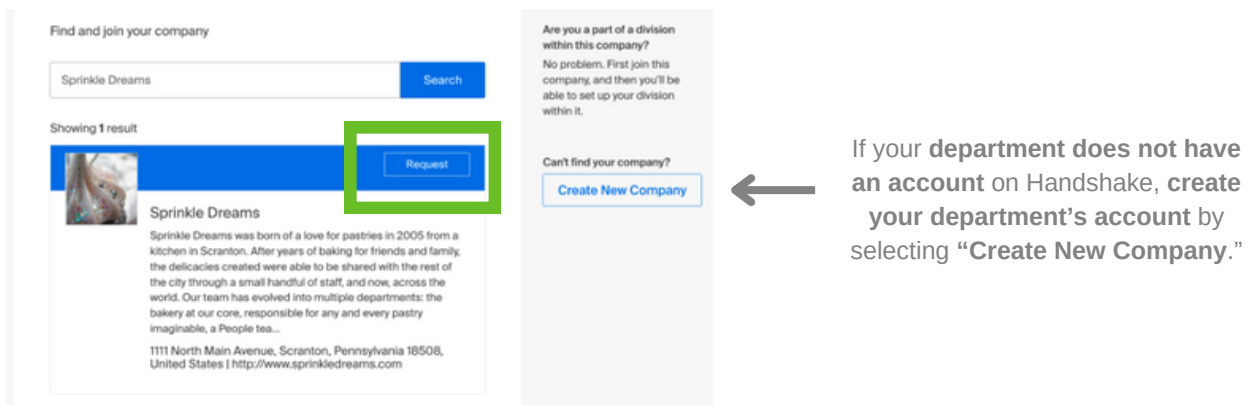 Find and join your company
Sprinkle Dreams
Search
Showing 1 result
Request
Sprinkle Dreams
Sprinkle Dreams was born of a love for pastries in 2005 from a
kitchen in Scranton. After years of baking for friends and family,
the delicacies created were able to be shared with the rest of
the city through a small handful of staff, and now, across the
world. Our team has evolved into multiple departments: the
bakery at our core, responsible for any and every pastry
imaginable, a People tea...
1111 North Main Avenue, Scranton, Pennsylvania 18508,
United States | http://www.sprinkledreams.com
Are you a part of a division
within this company?
No problem. First join this
company, and then you'll be
able to set up your division
within it.
Can't find your company?
Create New Company
If your department does not have
an account on Handshake, create
your department's account by
selecting “Create New Company.”